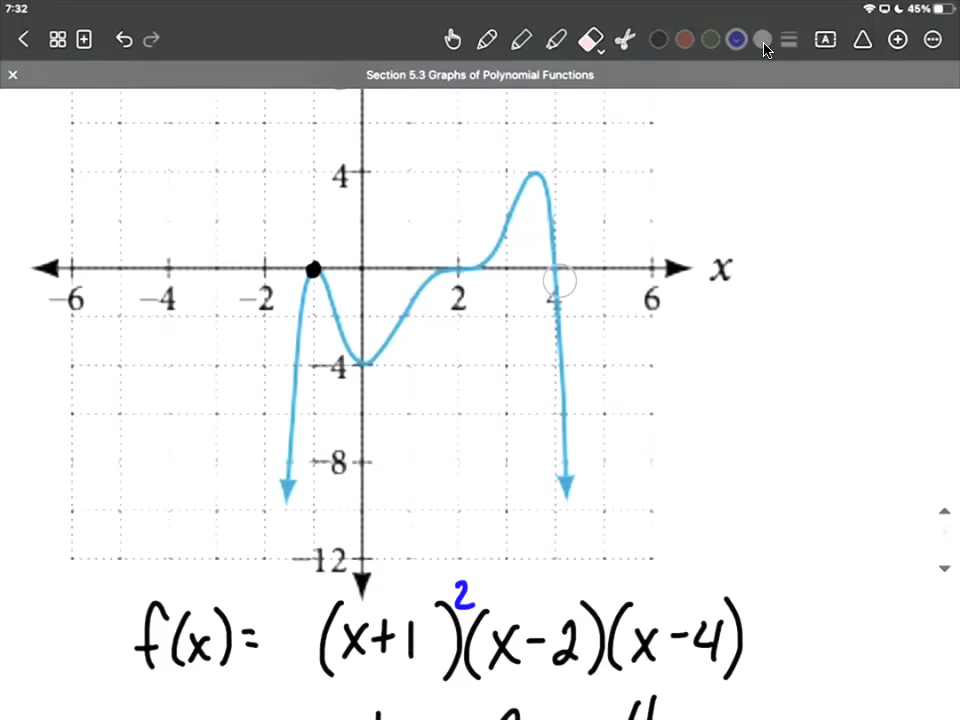 7:32 45%
A
Section 5.3 Graphs of Polynomial Functions
4
x
-6 -4 -2 2 4 6
-4
-8
-12
f(x)= (x+1)²(x-2)(x-4)